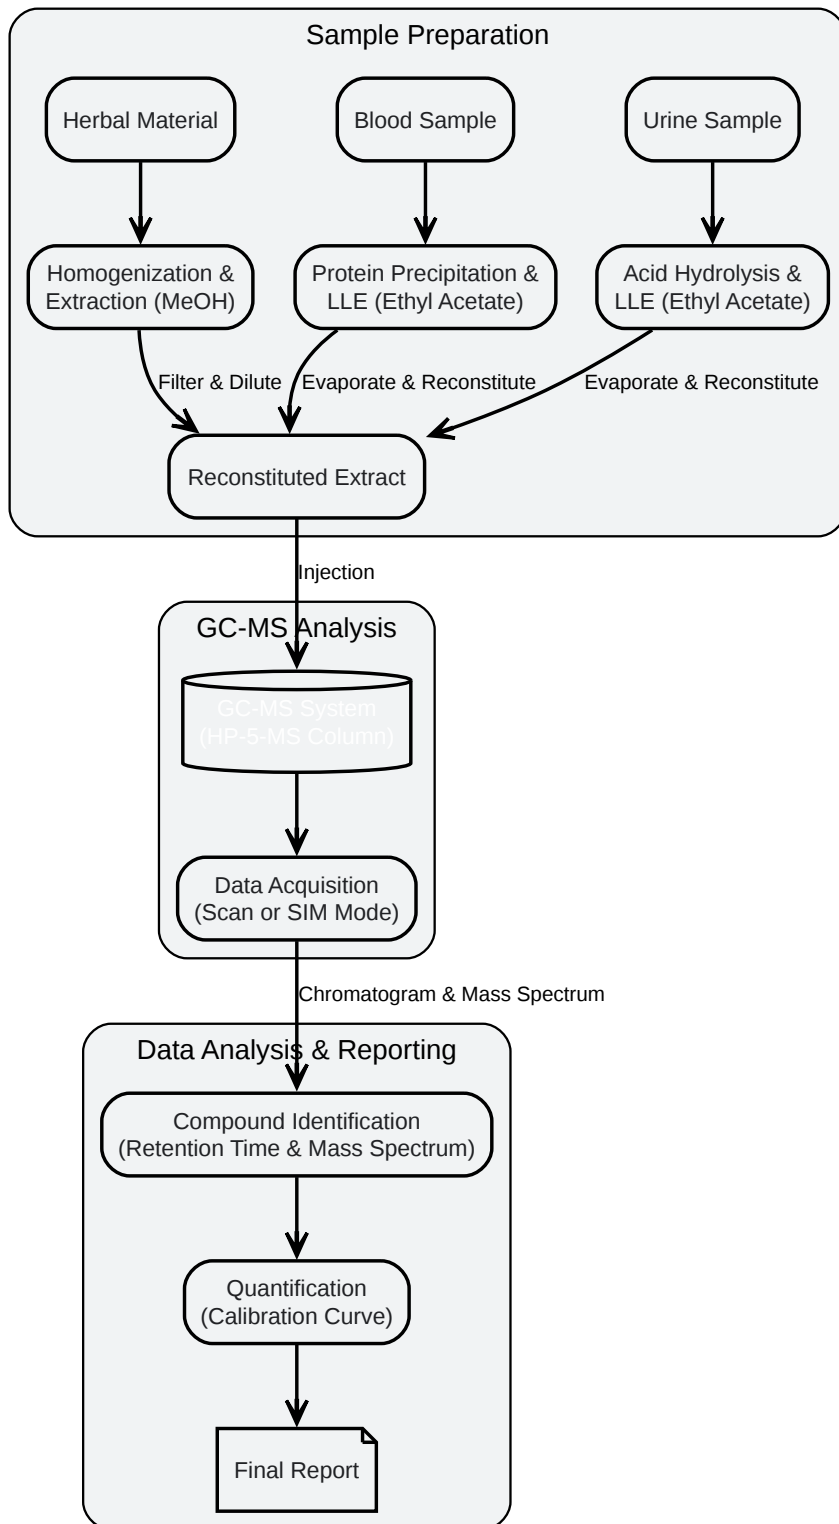 Sample Preparation
Herbal Material
Blood Sample
Urine Sample
Homogenization &
Extraction (MeOH)
Protein Precipitation &
LLE (Ethyl Acetate)
Acid Hydrolysis &
LLE (Ethyl Acetate)
Filter & Dilute
Evaporate & Reconstitute
Evaporate & Reconstitute
Reconstituted Extract
Injection
GC-MS Analysis
GC-MS System
(HP-5-MS Column)
Data Acquisition
(Scan or SIM Mode)
Chromatogram & Mass Spectrum
Data Analysis & Reporting
Compound Identification
(Retention Time & Mass Spectrum)
Quantification
(Calibration Curve)
Final Report